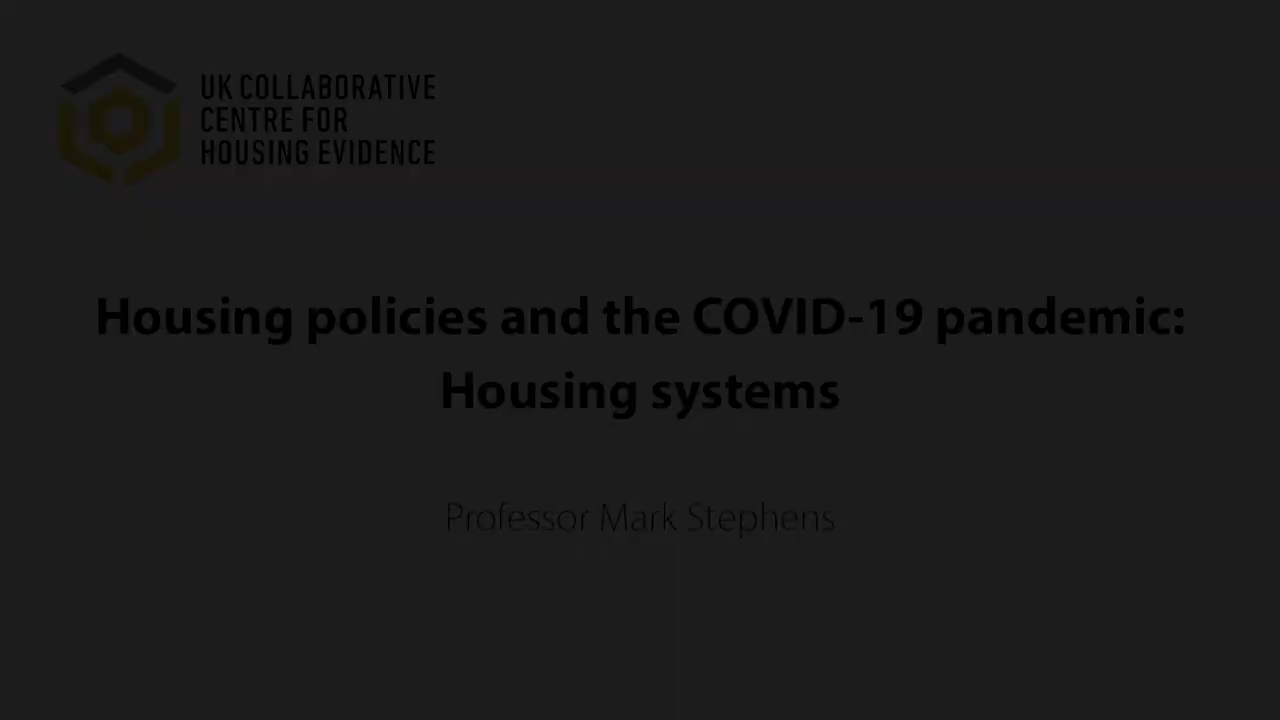 UK COLLABORATIVE
CENTRE FOR
HOUSING EVIDENCE
Housing policies and the COVID-19 pandemic:
Housing systems
Professor Mark Stephens